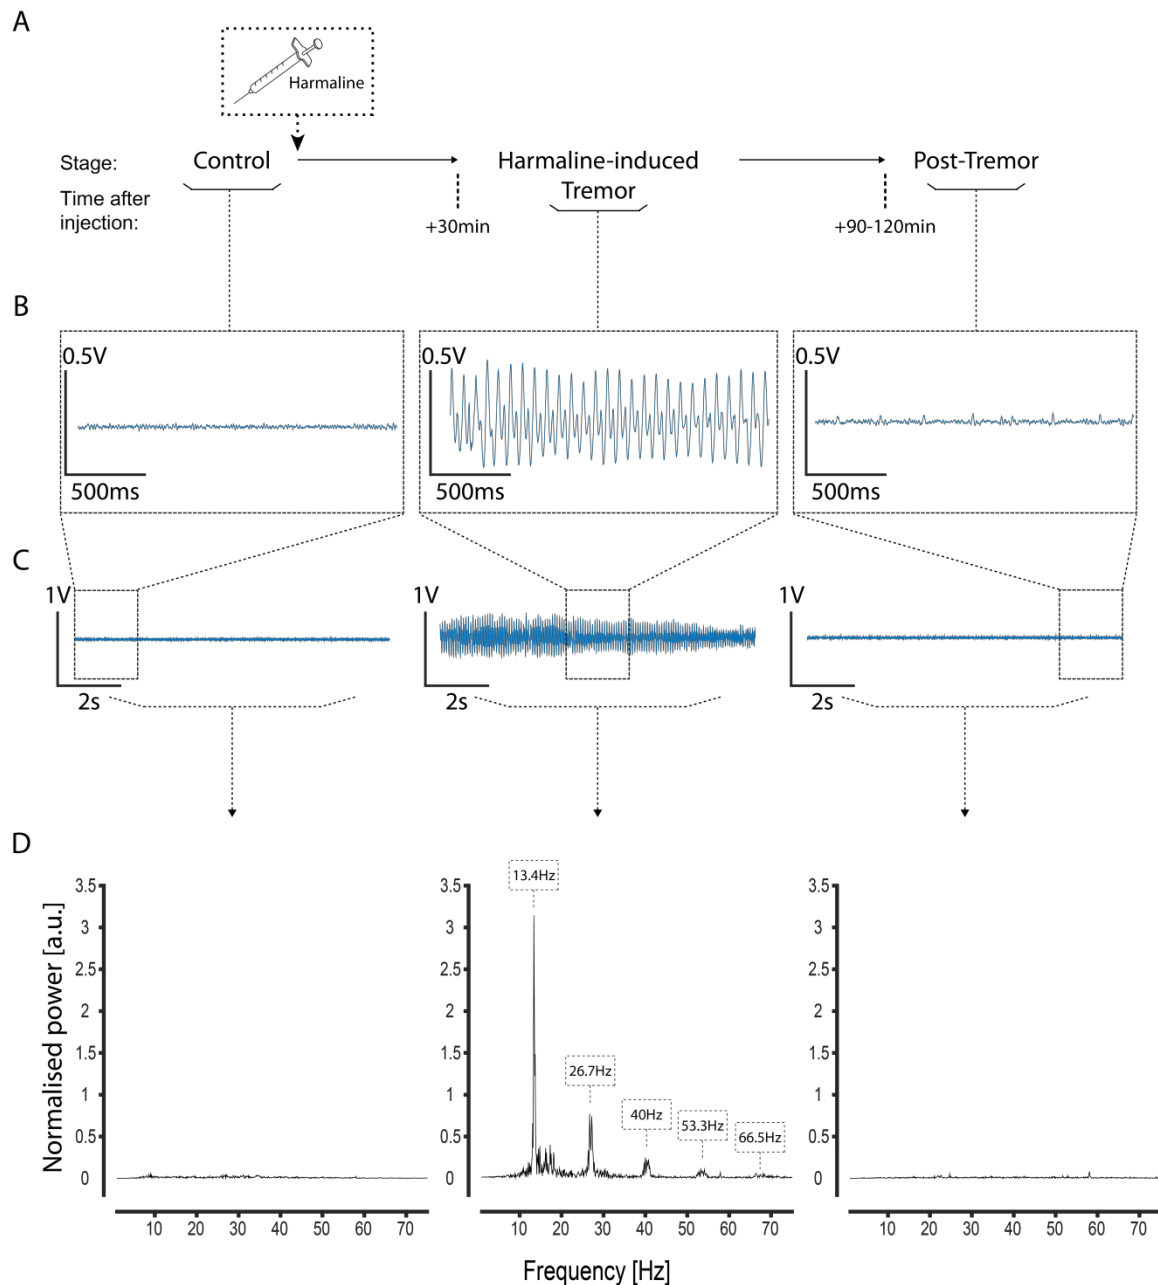 A
Harmaline
Stage:
Control
Harmaline-induced
Tremor
Post-Tremor
Time after
injection:
+30min
+90-120min
B
0.5V
500ms
0.5V
500ms
0.5V
500ms
C
1V
2s
1V
2s
1V
2s
D
Normalised power [a.u.]
3.5
3
2.5
2
1.5
1
0.5
0
10 20 30 40 50 60 70
3.5
3
2.5
2
1.5
1
0.5
0
13.4Hz
26.7Hz
40Hz
53.3Hz
66.5Hz
10 20 30 40 50 60 70
3.5
3
2.5
2
1.5
1
0.5
0
10 20 30 40 50 60 70
Frequency [Hz]